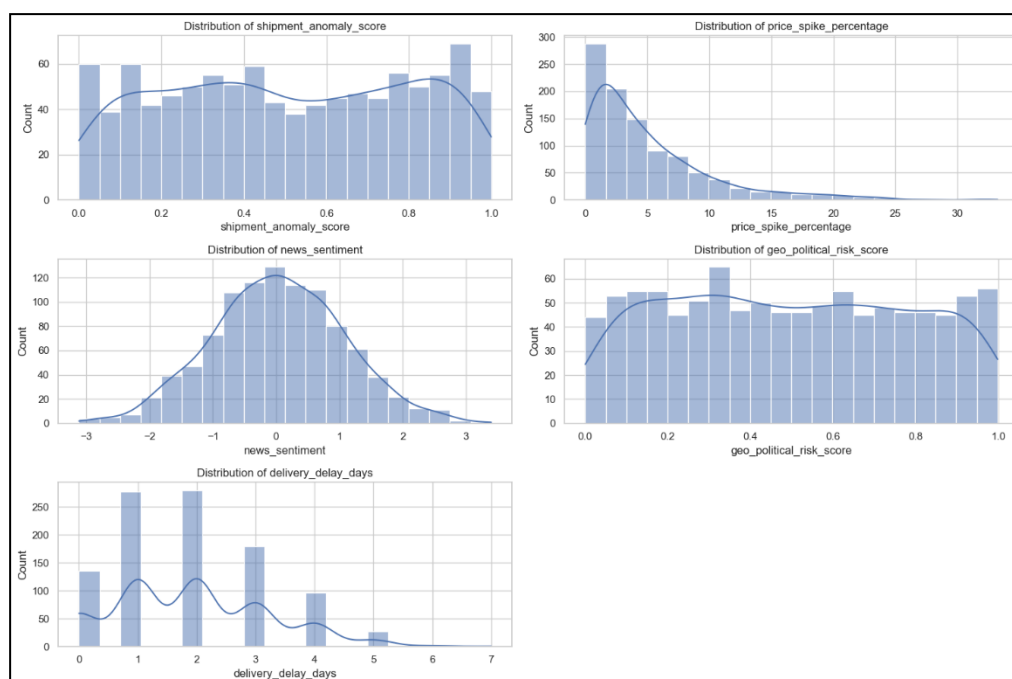 Distribution of shipment_anomaly_score
Count
60
40
20
0
0.0 0.2 0.4 0.6 0.8 1.0
shipment_anomaly_score
Distribution of price_spike_percentage
Count
300
250
200
150
100
50
0
0 5 10 15 20 25 30
price_spike_percentage
Distribution of news_sentiment
Count
120
100
80
60
40
20
0
−3 −2 −1 0 1 2 3
news_sentiment
Distribution of geo_political_risk_score
Count
60
50
40
30
20
10
0
0.0 0.2 0.4 0.6 0.8 1.0
geo_political_risk_score
Distribution of delivery_delay_days
Count
250
200
150
100
50
0
0 1 2 3 4 5 6 7
delivery_delay_days